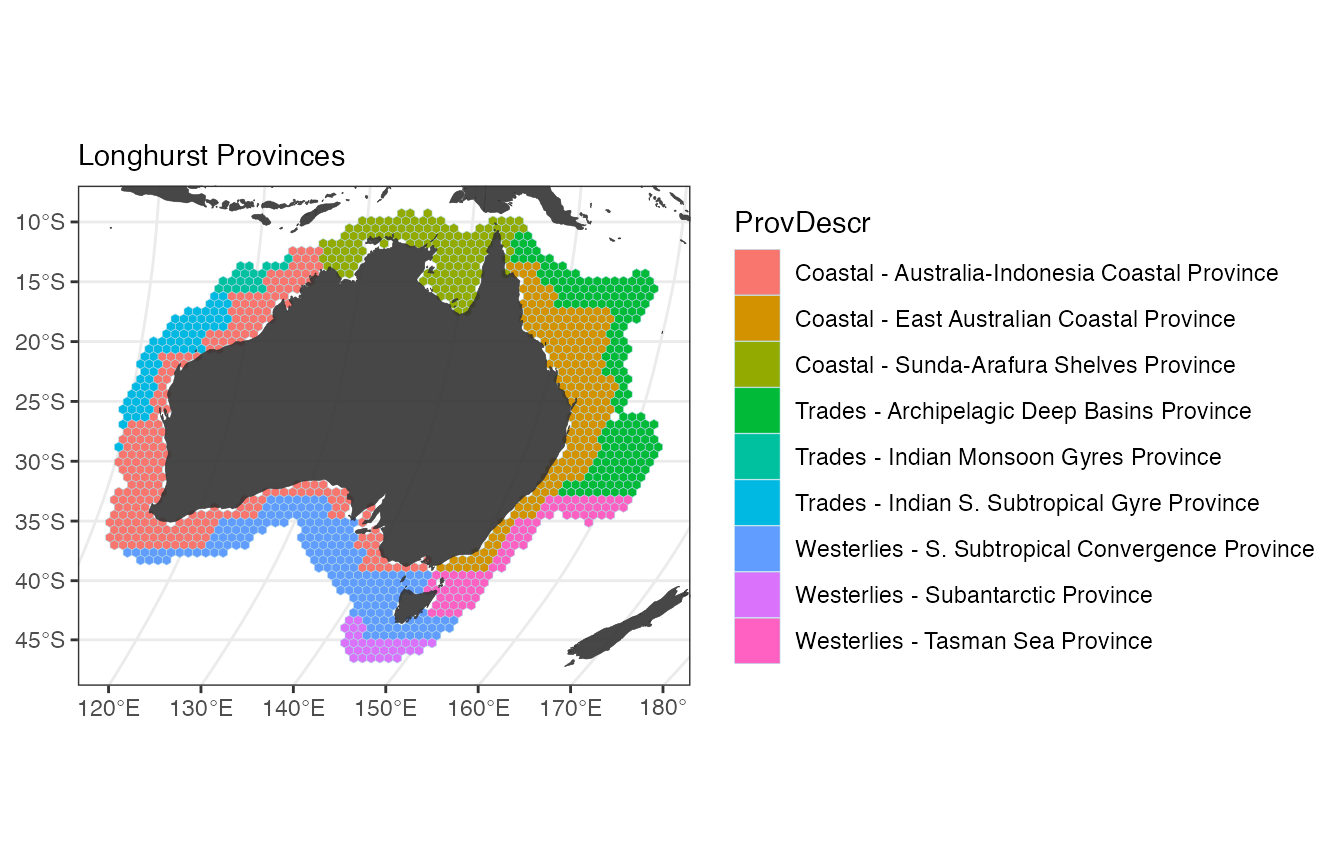 Longhurst Provinces
10°S
15°S
20°S
25°S
30°S
35°S
40°S
45°S
120°E 130°E 140°E 150°E 160°E 170°E 180°
ProvDescr
Coastal - Australia-Indonesia Coastal Province
Coastal - East Australian Coastal Province
Coastal - Sunda-Arafura Shelves Province
Trades - Archipelagic Deep Basins Province
Trades - Indian Monsoon Gyres Province
Trades - Indian S. Subtropical Gyre Province
Westerlies - S. Subtropical Convergence Province
Westerlies - Subantarctic Province
Westerlies - Tasman Sea Province